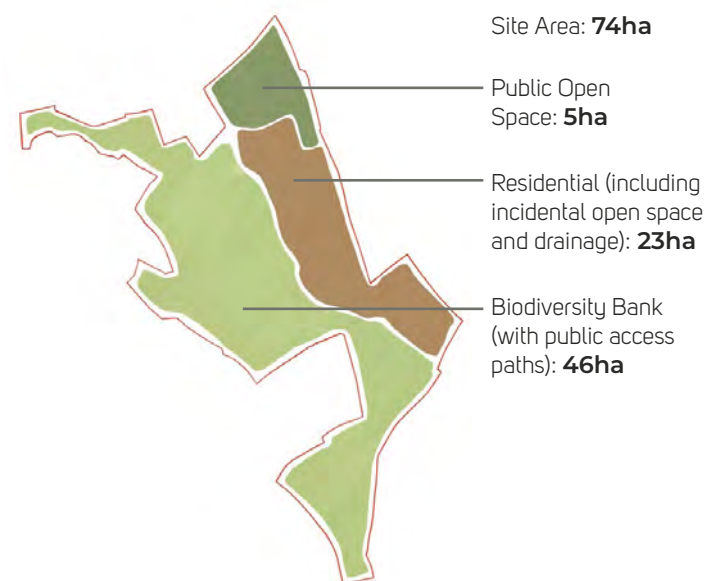 Site Area: 74ha
Public Open
Space: 5ha
Residential (including
incidental open space
and drainage): 23ha
Biodiversity Bank
(with public access
paths): 46ha